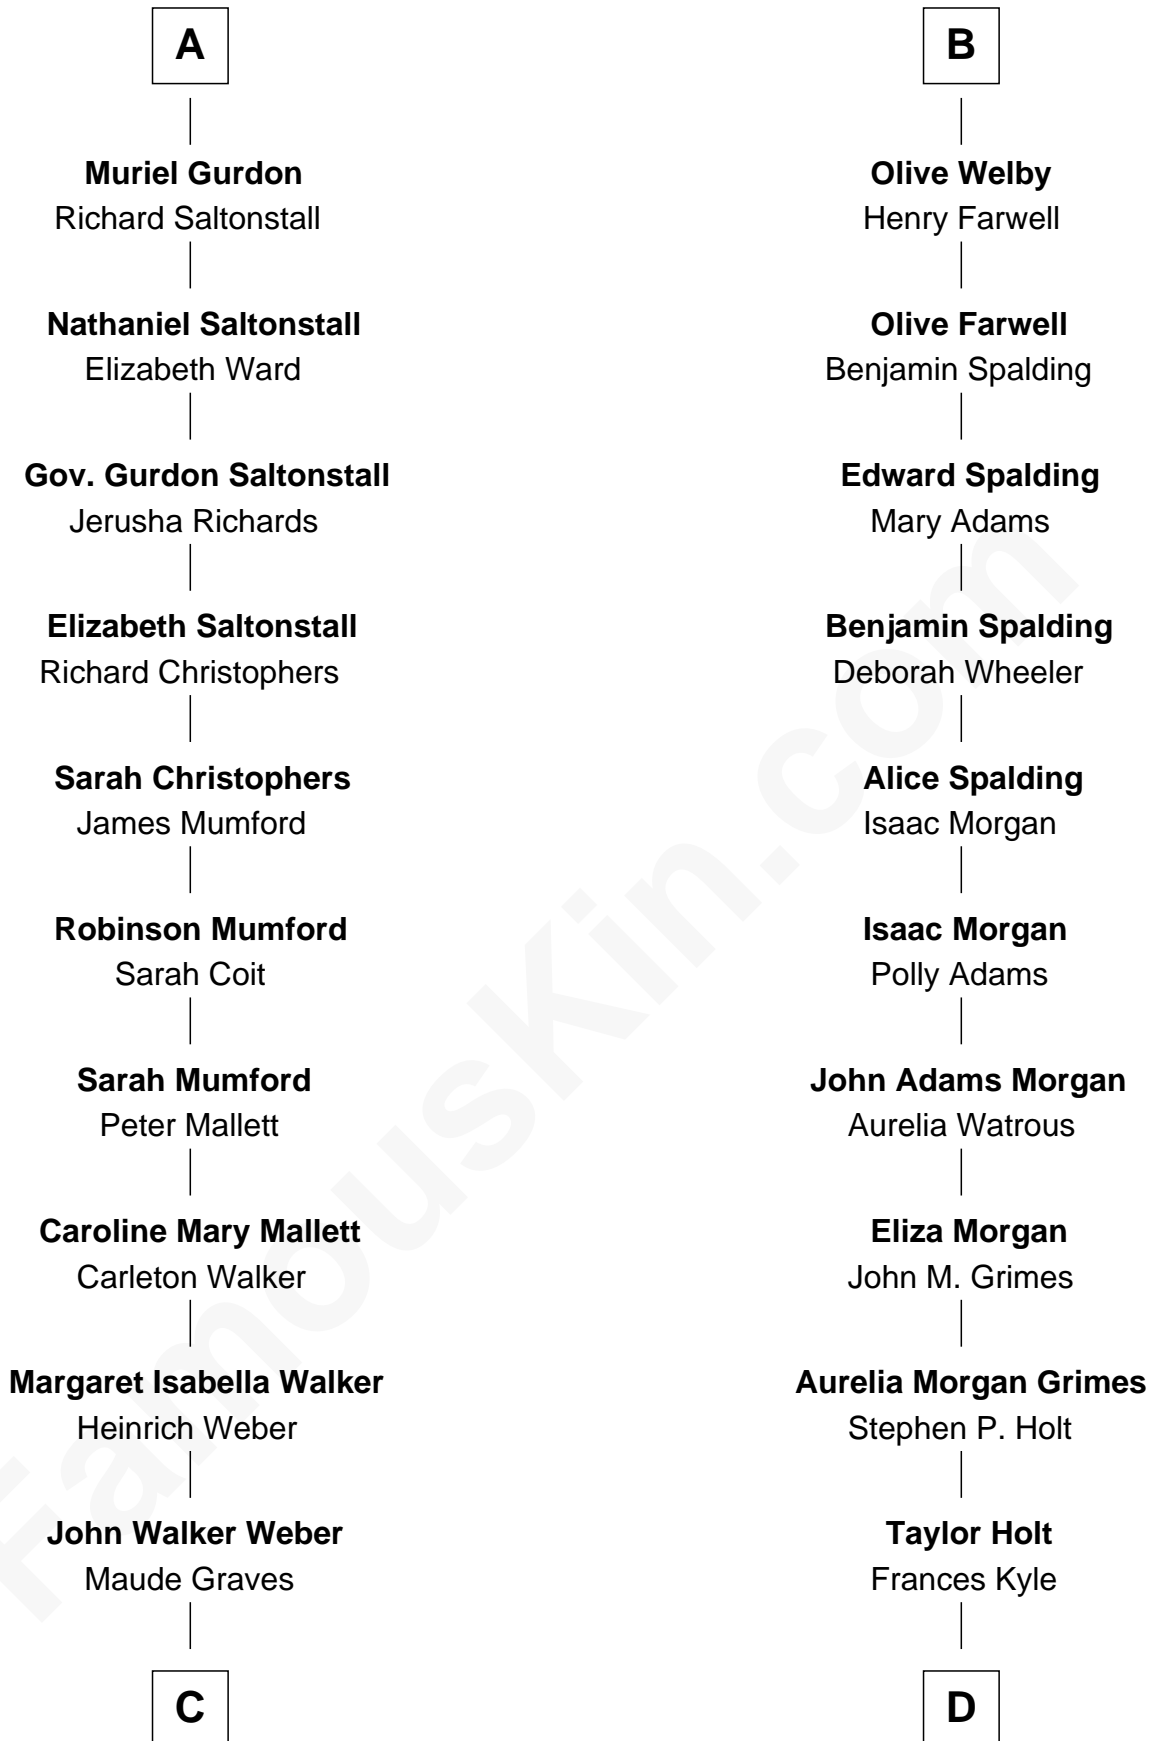 A
Muriel Gurdon
Richard Saltonstall
Nathaniel Saltonstall
Elizabeth Ward
Gov. Gurdon Saltonstall
Jerusha Richards
Elizabeth Saltonstall
Richard Christophers
Sarah Christophers
James Mumford
Robinson Mumford
Sarah Coit
Sarah Mumford
Peter Mallett
Caroline Mary Mallett
Carleton Walker
Margaret Isabella Walker
Heinrich Weber
John Walker Weber
Maude Graves
C
B
Olive Welby
Henry Farwell
Olive Farwell
Benjamin Spalding
Edward Spalding
Mary Adams
Benjamin Spalding
Deborah Wheeler
Alice Spalding
Isaac Morgan
Isaac Morgan
Polly Adams
John Adams Morgan
Aurelia Watrous
Eliza Morgan
John M. Grimes
Aurelia Morgan Grimes
Stephen P. Holt
Taylor Holt
Frances Kyle
D
FamousKin.com